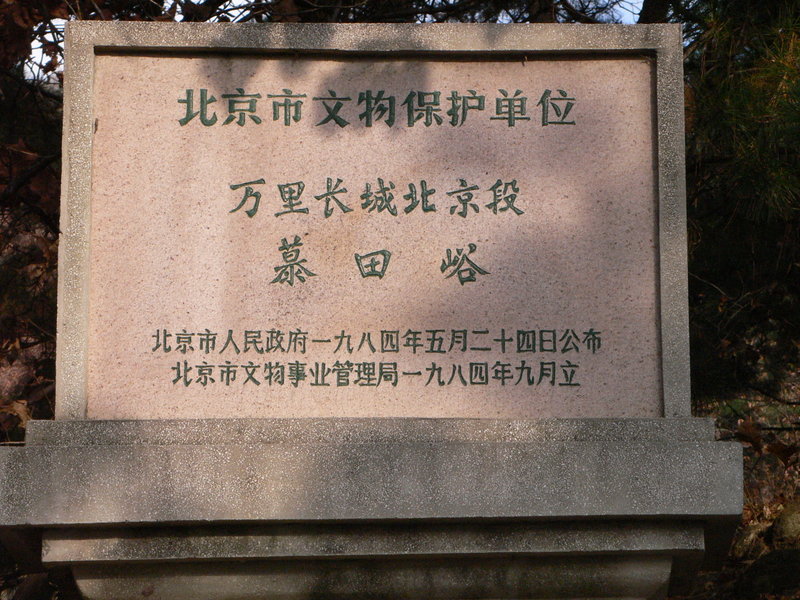 北京市文物保护单位
万里长城北京段
慕田峪
北京市人民政府一九八四年五月二十四日公布
北京市文物事业管理局一九八四年九月立